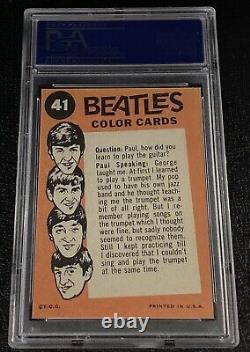 PSA
41
BEATLES
COLOR CARDS
Question: Paul, how did you
learn to play the guitar?
Paul Speaking: George
taught me. At first I learned to
play a trumpet. My pop
used to have his own jazz
band and he thought teach-
ing me the trumpet was a
bit of all right. But I re-
member playing songs on
the trumpet which I thought
were fun, but sadly nobody
seemed to recognize them.
Still I kept practicing till
I discovered that I couldn't
sing and play the trumpet
at the same time.
©T.C.G.
PRINTED IN U.S.A.